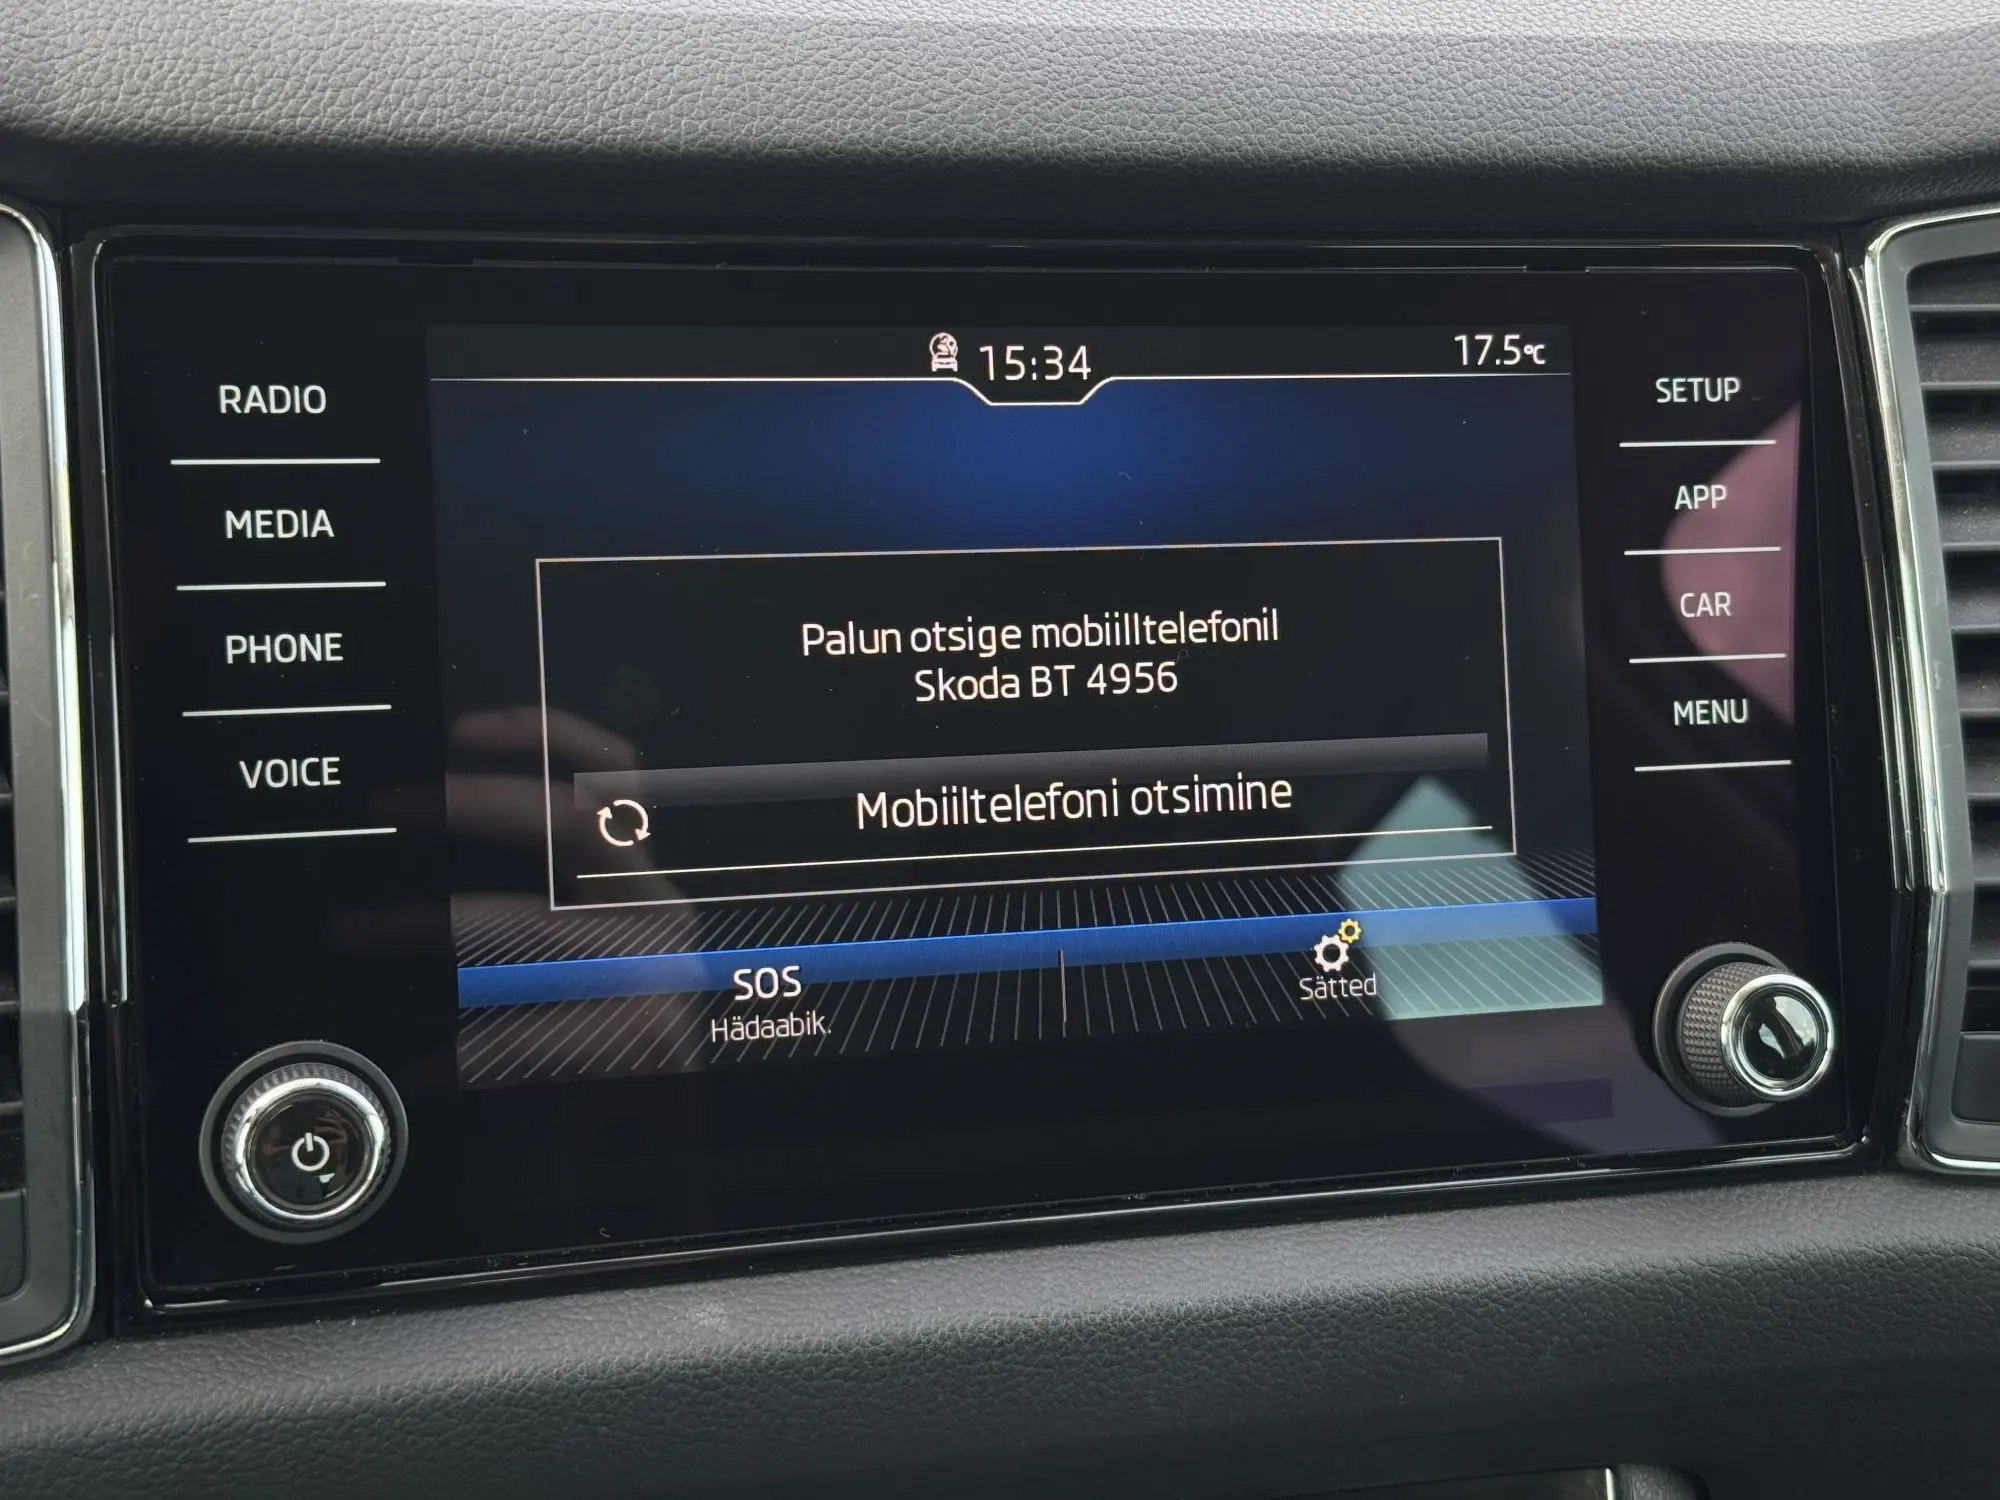 15:34
17.5°C
RADIO
MEDIA
PHONE
VOICE
Palun otsige mobiilltelefonil
Skoda BT 4956
Mobiiltelefoni otsimine
SOS
Hädaabik.
Sätted
SETUP
APP
CAR
MENU